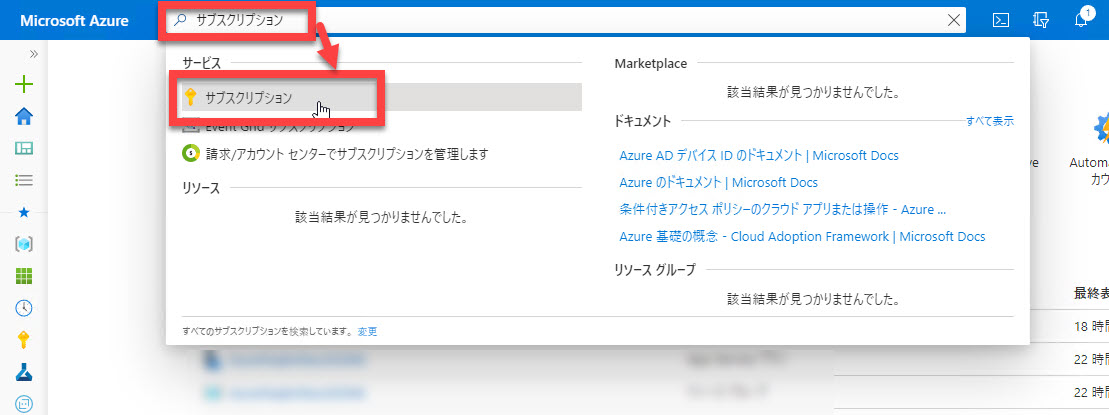 Microsoft Azure
サブスクリプション
1
サービス
サブスクリプション
Event Grid サブスクリプション
請求/アカウント センターでサブスクリプションを管理します
リソース
該当結果が見つかりませんでした。
すべてのサブスクリプションを検索しています。 変更
Marketplace
該当結果が見つかりませんでした。
ドキュメント
すべて表示
Azure AD デバイス ID のドキュメント | Microsoft Docs
Azure のドキュメント | Microsoft Docs
条件付きアクセス ポリシーのクラウド アプリまたは操作 - Azure ...
Azure 基礎の概念 - Cloud Adoption Framework | Microsoft Docs
リソース グループ
該当結果が見つかりませんでした。
ve
Automa
カウ
最終表
18 時間
22 時間
22 時間